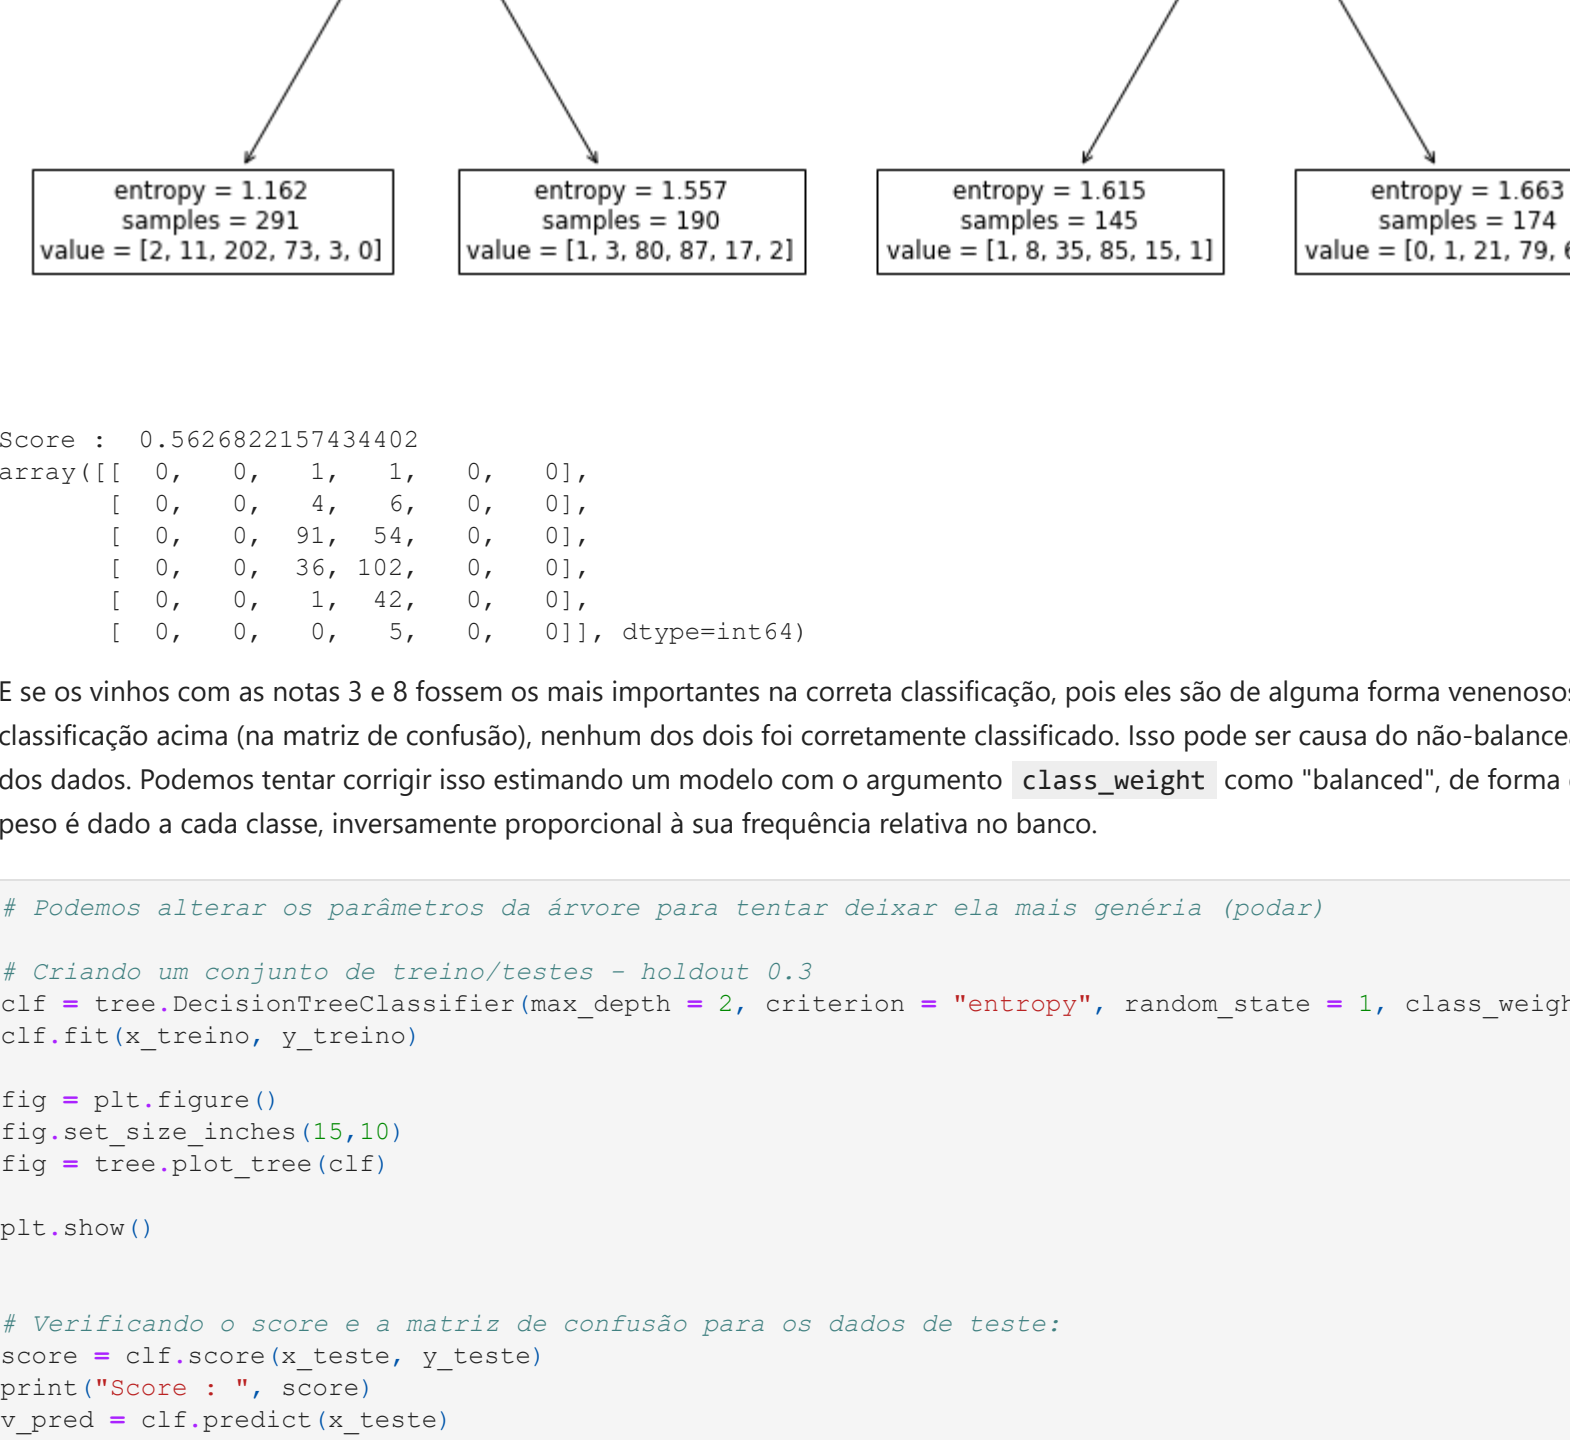 entropy = 1.162
samples = 291
value = [2, 11, 202, 73, 3, 0]
entropy = 1.557
samples = 190
value = [1, 3, 80, 87, 17, 2]
entropy = 1.615
samples = 145
value = [1, 8, 35, 85, 15, 1]
entropy = 1.663
samples = 174
value = [0, 1, 21, 79,
Score :  0.5626822157434402
array([[  0,   0,   1,   1,   0,   0],
       [  0,   0,   4,   6,   0,   0],
       [  0,   0,  91,  54,   0,   0],
       [  0,   0,  36, 102,   0,   0],
       [  0,   0,   1,  42,   0,   0],
       [  0,   0,   0,   5,   0,   0]], dtype=int64)
E se os vinhos com as notas 3 e 8 fossem os mais importantes na correta classificação, pois eles são de alguma forma venenosos
classificação acima (na matriz de confusão), nenhum dos dois foi corretamente classificado. Isso pode ser causa do
dos dados. Podemos tentar corrigir isso estimando um modelo com o argumento class_weight como "balanced", de forma
peso é dado a cada classe, inversamente proporcional à sua frequência relativa no banco.
# Podemos alterar os parâmetros da árvore para tentar deixar ela mais genéria (podar)
# Criando um conjunto de treino/testes - holdout 0.3
clf = tree.DecisionTreeClassifier(max_depth = 2, criterion = "entropy", random_state = 1, class_weigh
clf.fit(x_treino, y_treino)
fig = plt.figure()
fig.set_size_inches(15,10)
fig = tree.plot_tree(clf)
plt.show()
# Verificando o score e a matriz de confusão para os dados de teste:
score = clf.score(x_teste, y_teste)
print("Score : ", score)
v_pred = clf.predict(x_teste)